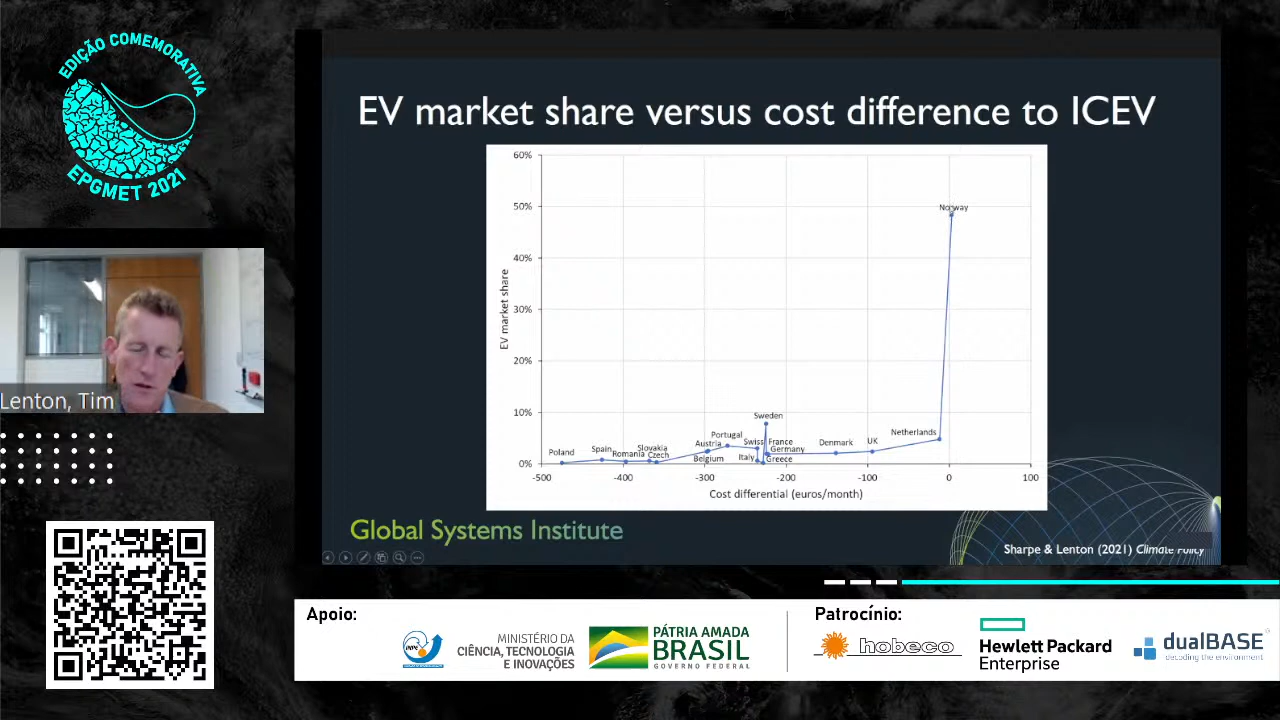 EDIÇÃO COMEMORATIVA
EPGMET 2021
Lenton, Tim
EV market share versus cost difference to ICEV
60%
50%
40%
30%
20%
10%
0%
EV market share
Norway
Sweden
Portugal
Swiss
France
Netherlands
Denmark
UK
Slovakia
Austria
Germany
Spain
Poland
Romania
Czech
Belgium
Italy
Greece
-500
-400
-300
-200
-100
0
100
Cost differential (euros/month)
Global Systems Institute
Sharpe & Lenton (2021) Climate Policy
Apoio:
INPE
MINISTÉRIO DA
CIÊNCIA, TECNOLOGIA
E INOVAÇÕES
PÁTRIA AMADA
BRASIL
GOVERNO FEDERAL
Patrocínio:
hobeco
Hewlett Packard
Enterprise
dualBASE
decoding the environment